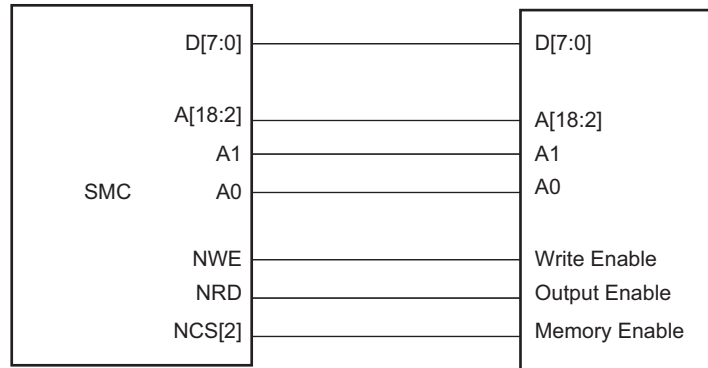 D[7:0] D[7:0]
A[18:2] A[18:2]
A1 A1
SMC A0 A0
NWE Write Enable
NRD Output Enable
NCS[2] Memory Enable